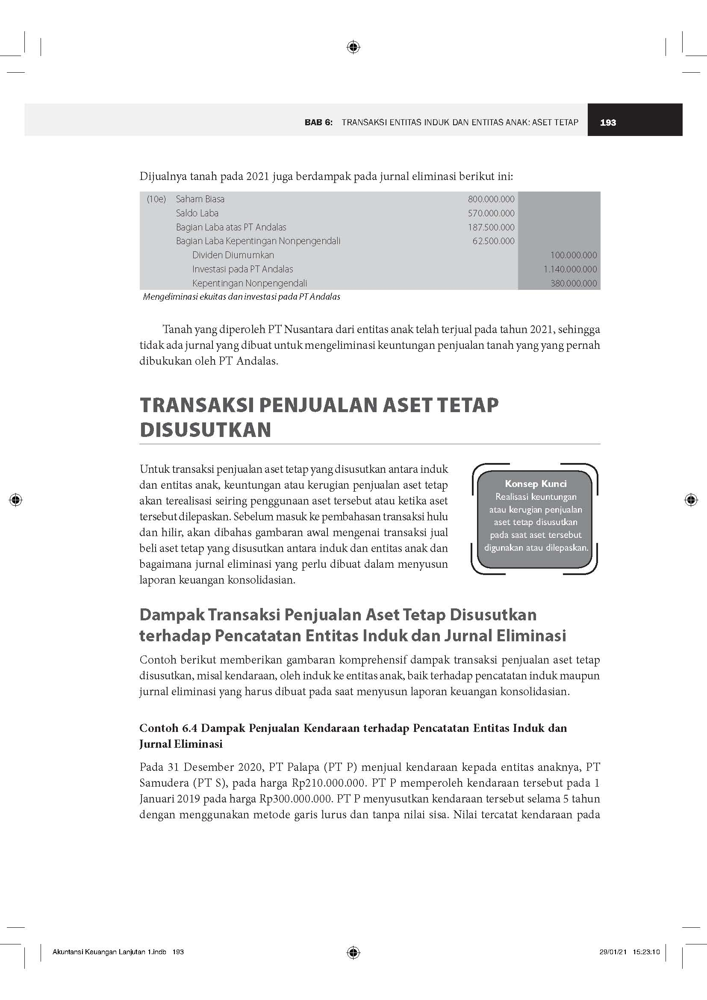 BAB 6: TRANSAKSI ENTITAS INDUK DAN ENTITAS ANAK: ASET TETAP 193
Dijualnya tanah pada 2021 juga berdampak pada jurnal eliminasi berikut ini:
(10e) Saham Biasa 800.000.000
Saldo Laba 570.000.000
Bagian Laba atas PT Andalas 187.500.000
Bagian Laba Kepentingan Nonpengendali 62.500.000
Dividen Diumumkan 100.000.000
Investasi pada PT Andalas 1.140.000.000
Kepentingan Nonpengendali 380.000.000
Mengeliminasi ekuitas dan investasi pada PT Andalas
Tanah yang diperoleh PT Nusantara dari entitas anak telah terjual pada tahun 2021, sehingga
tidak ada jurnal yang dibuat untuk mengeliminasi keuntungan penjualan tanah yang yang pernah
dibukukan oleh PT Andalas.
TRANSAKSI PENJUALAN ASET TETAP
DISUSUTKAN
Untuk transaksi penjualan aset tetap yang disusutkan antara induk
dan entitas anak, keuntungan atau kerugian penjualan aset tetap
akan terealisasi seiring penggunaan aset tersebut atau ketika aset
tersebut dilepaskan. Sebelum masuk ke pembahasan transaksi hulu
dan hilir, akan dibahas gambaran awal mengenai transaksi jual
beli aset tetap yang disusutkan antara induk dan entitas anak dan
bagaimana jurnal eliminasi yang perlu dibuat dalam menyusun
laporan keuangan konsolidasian.
Konsep Kunci
Realisasi keuntungan
atau kerugian penjualan
aset tetap disusutkan
pada saat aset tersebut
digunakan atau dilepaskan.
Dampak Transaksi Penjualan Aset Tetap Disusutkan
terhadap Pencatatan Entitas Induk dan Jurnal Eliminasi
Contoh berikut memberikan gambaran komprehensif dampak transaksi penjualan aset tetap
disusutkan, misal kendaraan, oleh induk ke entitas anak, baik terhadap pencatatan induk maupun
jurnal eliminasi yang harus dibuat pada saat menyusun laporan keuangan konsolidasian.
Contoh 6.4 Dampak Penjualan Kendaraan terhadap Pencatatan Entitas Induk dan
Jurnal Eliminasi
Pada 31 Desember 2020, PT Palapa (PT P) menjual kendaraan kepada entitas anaknya, PT
Samudera (PT S), pada harga Rp210.000.000. PT P memperoleh kendaraan tersebut pada 1
Januari 2019 pada harga Rp300.000.000. PT P menyusutkan kendaraan tersebut selama 5 tahun
dengan menggunakan metode garis lurus dan tanpa nilai sisa. Nilai tercatat kendaraan pada
Akuntansi Keuangan Lanjutan 1.indb 193 29/01/21 15:23:10